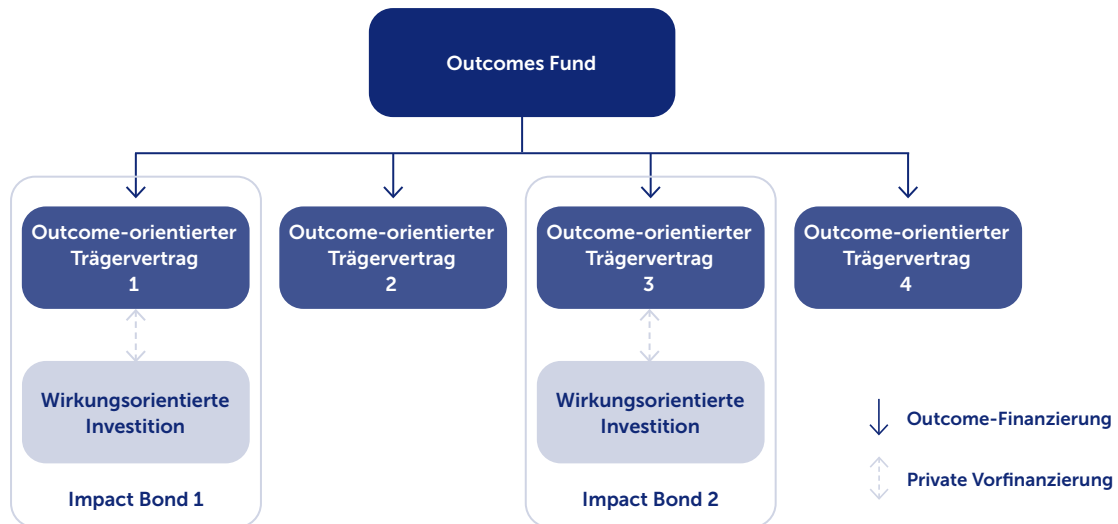 Outcomes Fund
Outcome-orientierter
Trägervertrag
1
Outcome-orientierter
Trägervertrag
2
Outcome-orientierter
Trägervertrag
3
Outcome-orientierter
Trägervertrag
4
Wirkungsorientierte
Investition
Impact Bond 1
Wirkungsorientierte
Investition
Impact Bond 2
Outcome-Finanzierung
Private Vorfinanzierung